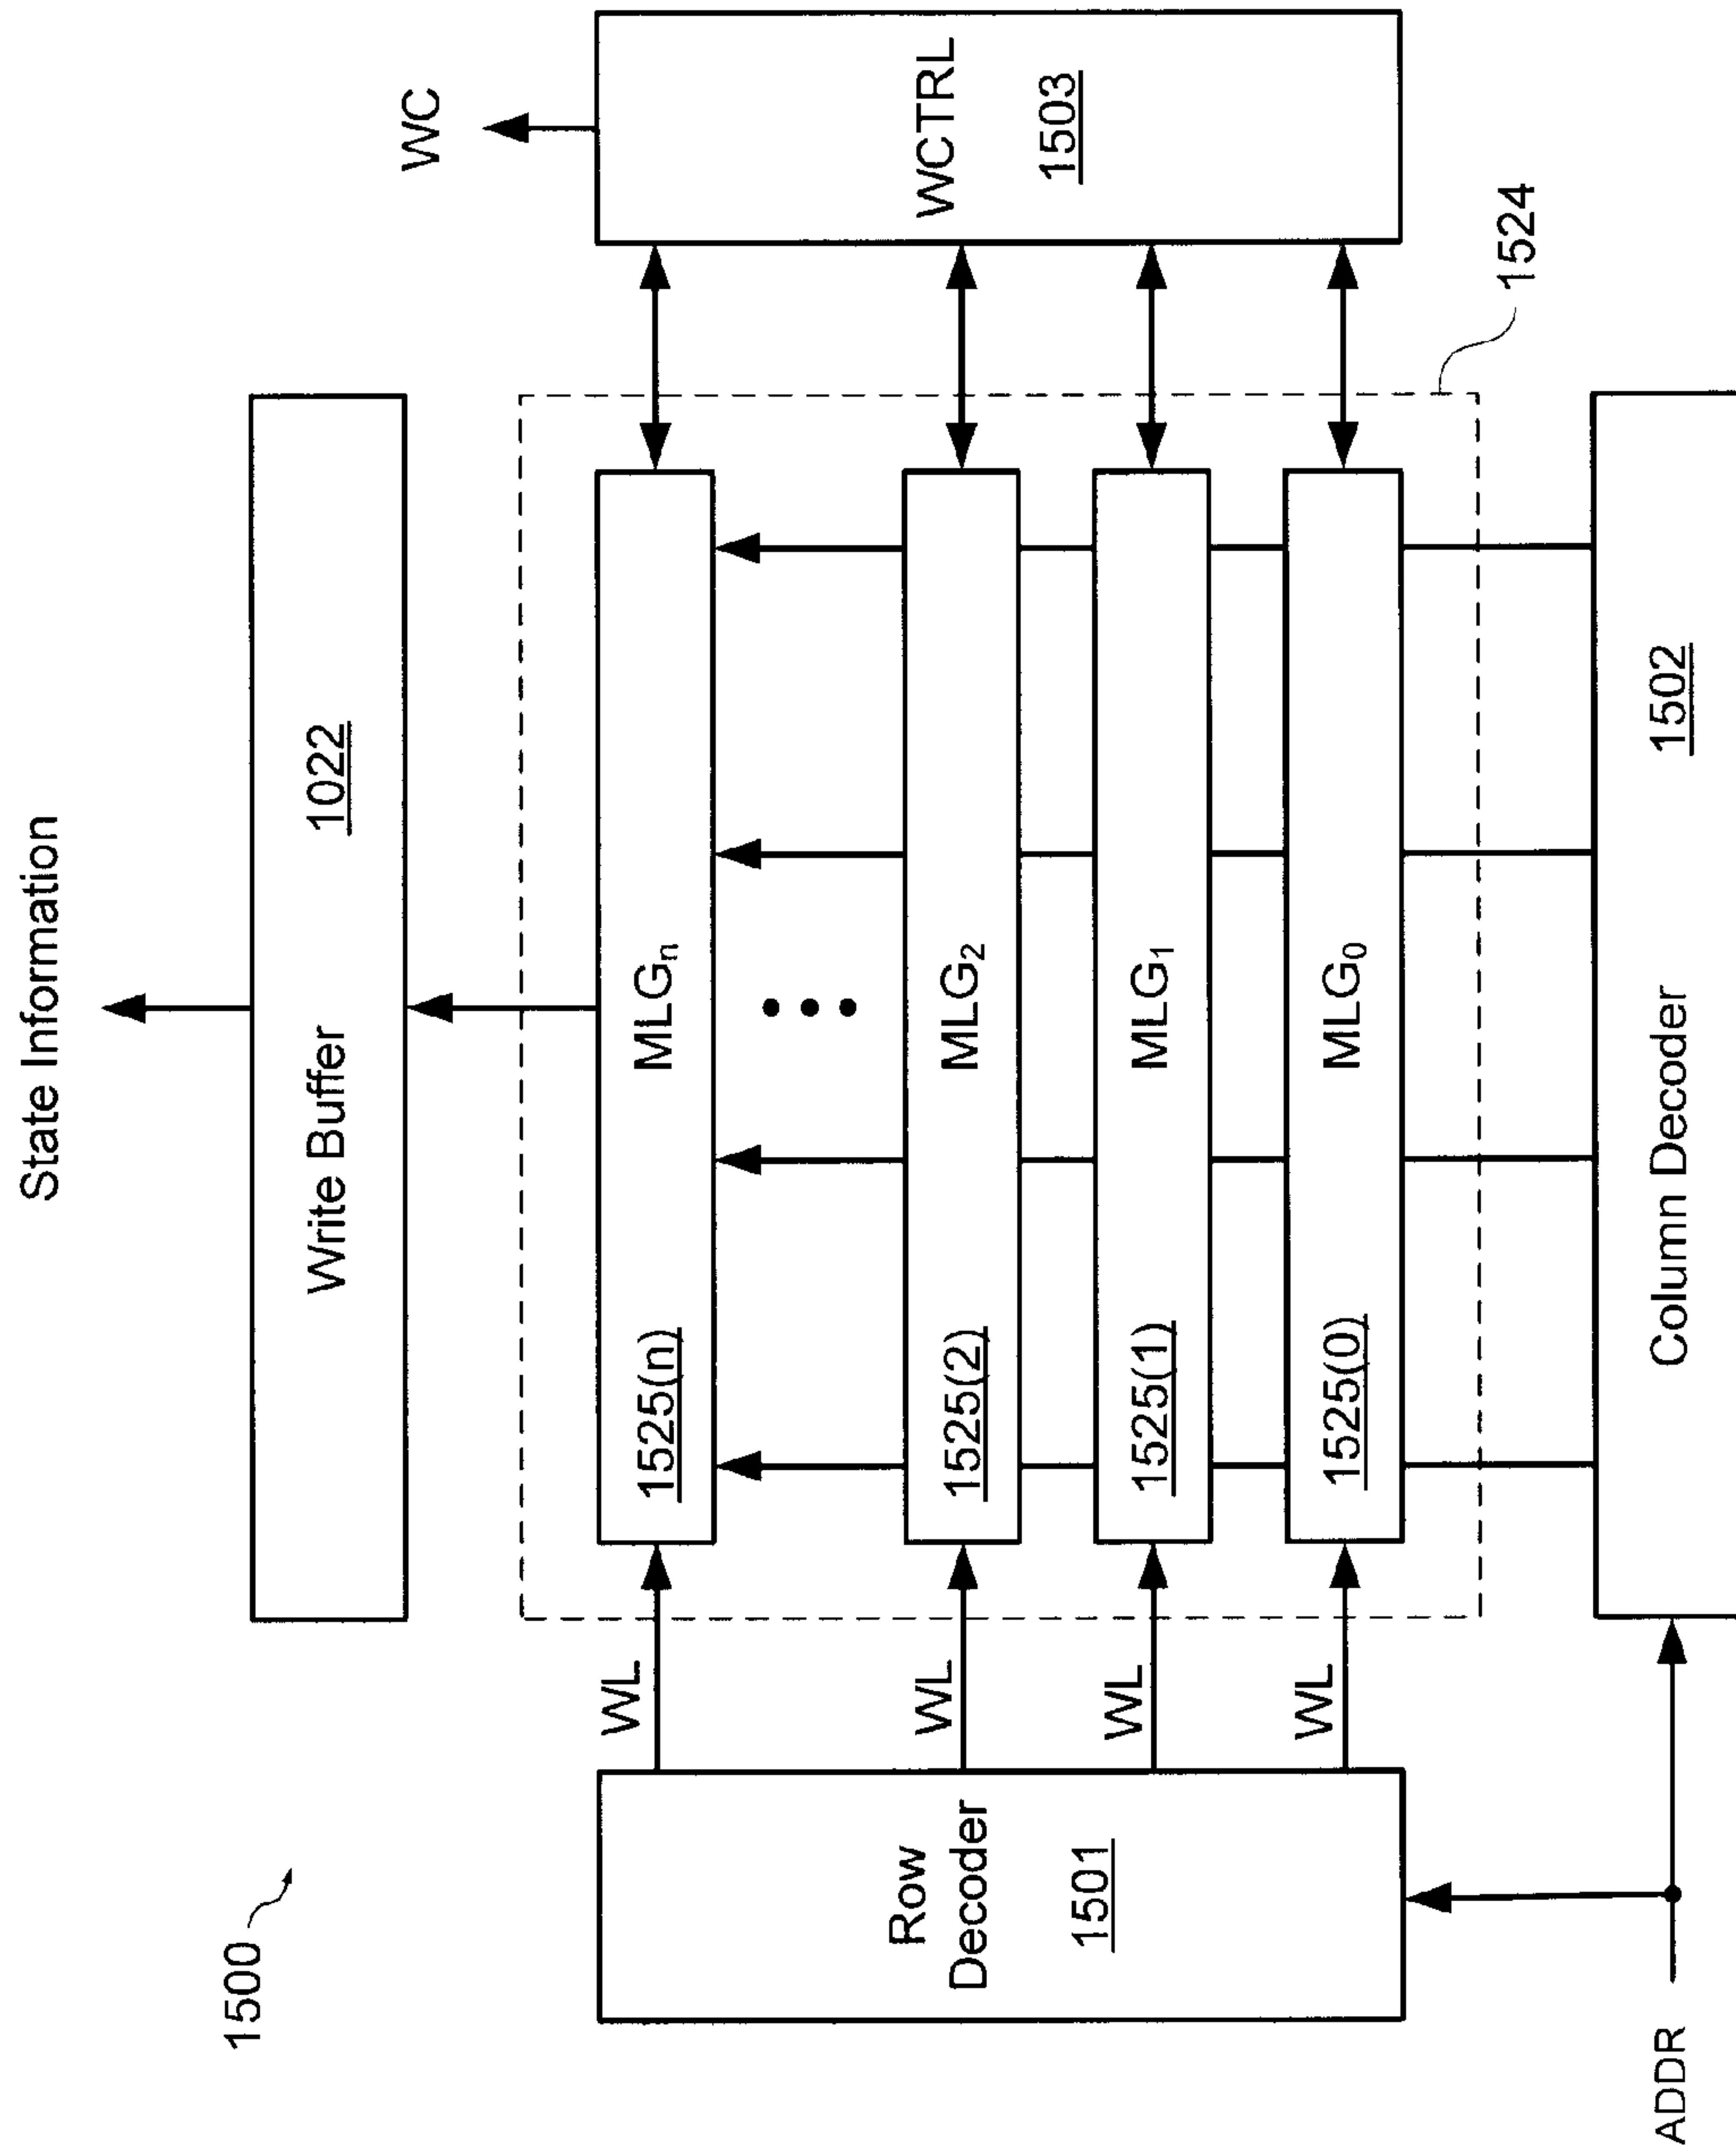 State Information
Write Buffer 1022
1500
WC
WL
1525(n) MLGₙ
WL
1525(2) MLG₂
WL
1525(1) MLG₁
WL
1525(0) MLG₀
Row
Decoder
1501
WCTRL
1503
1524
ADDR
Column Decoder 1502